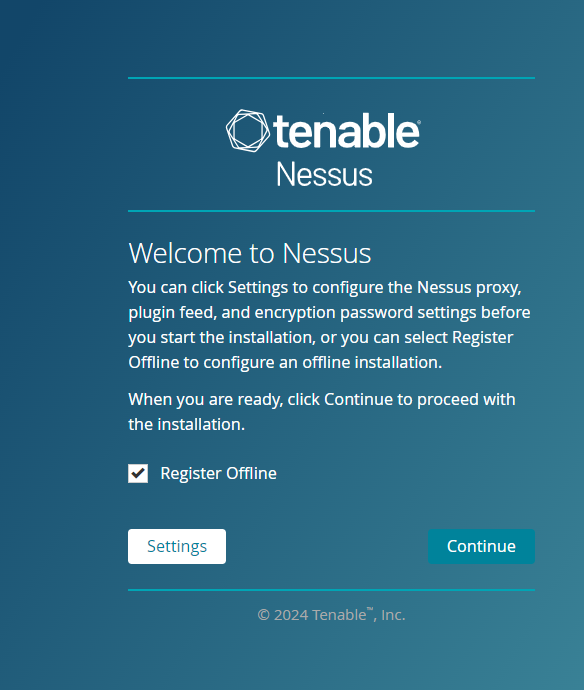 tenable®
Nessus
Welcome to Nessus
You can click Settings to configure the Nessus proxy,
plugin feed, and encryption password settings before
you start the installation, or you can select Register
Offline to configure an offline installation.
When you are ready, click Continue to proceed with
the installation.
Register Offline
Settings
Continue
© 2024 Tenable™, Inc.